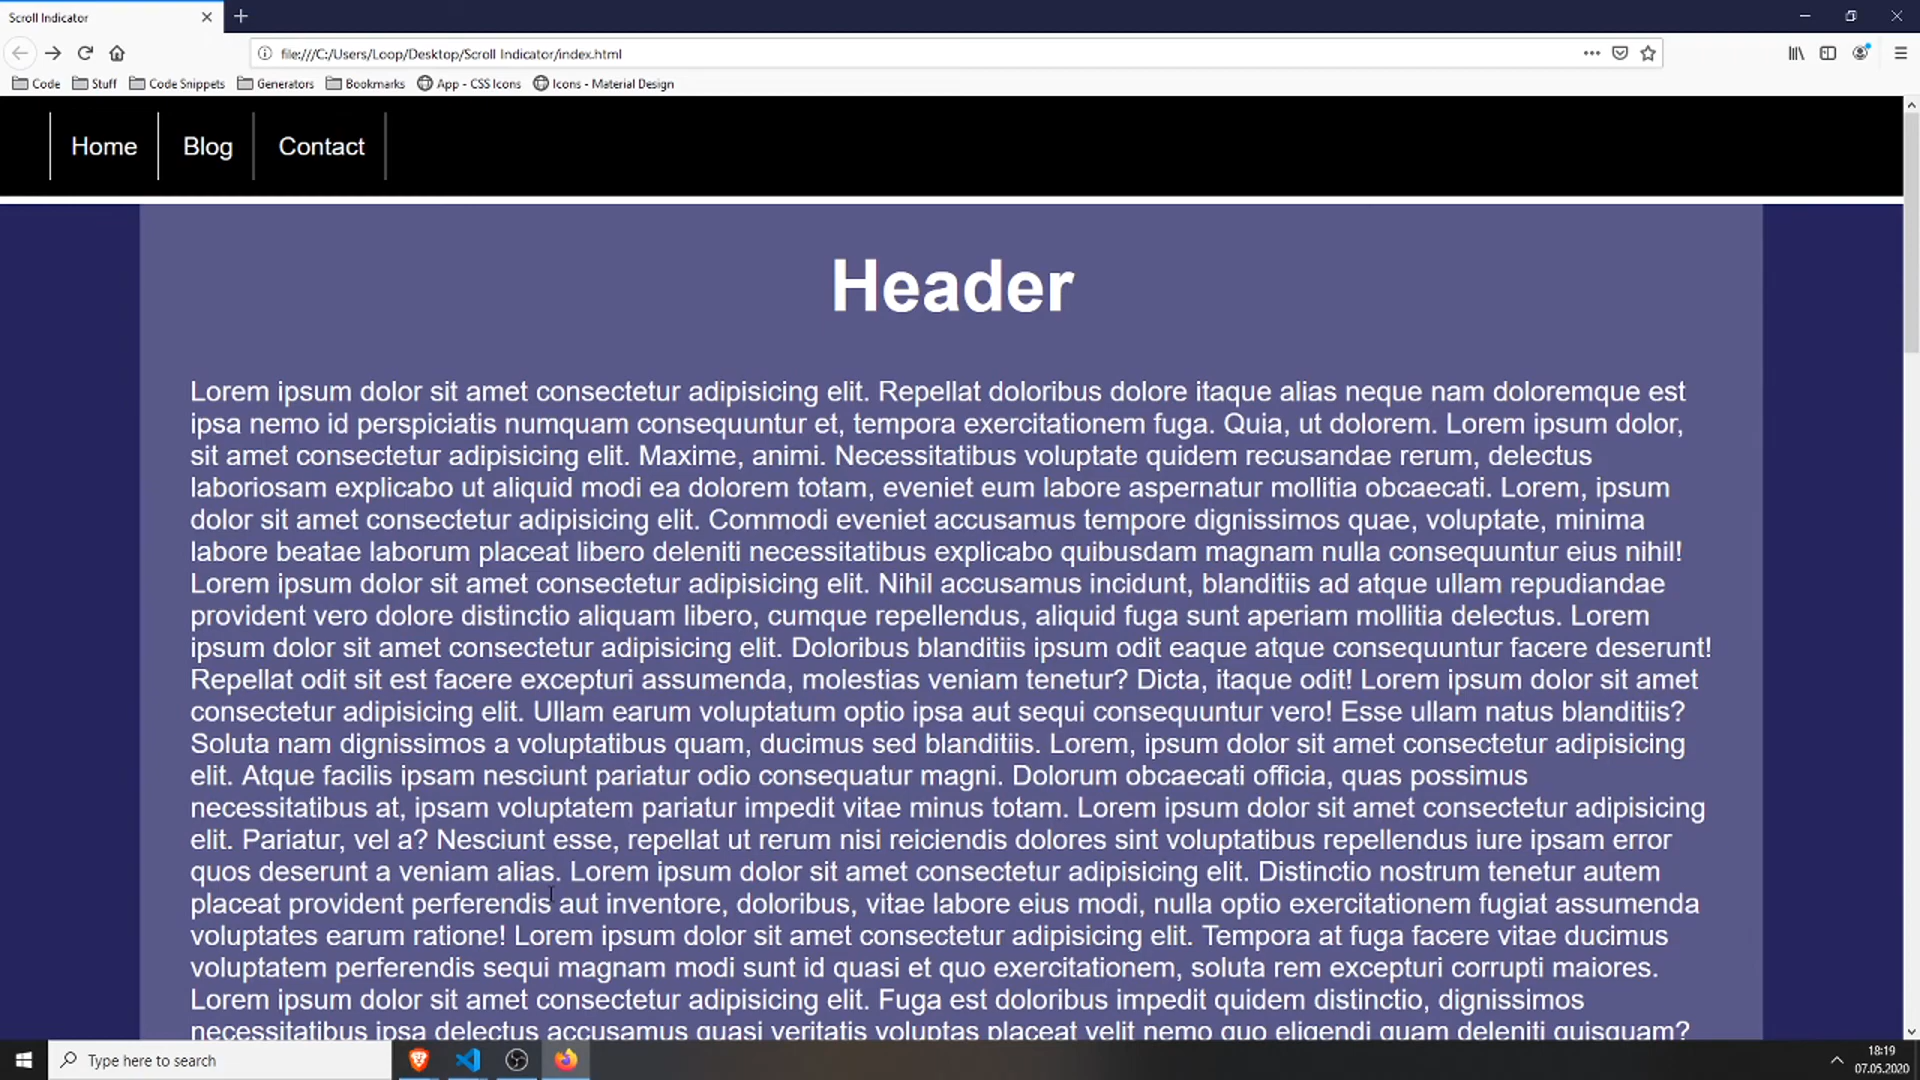 Scroll Indicator
file:///C:/Users/Loop/Desktop/Scroll Indicator/index.html
Code Stuff Code Snippets Generators Bookmarks App - CSS Icons Icons - Material Design
Home Blog Contact
Header
Lorem ipsum dolor sit amet consectetur adipisicing elit. Repellat doloribus dolore itaque alias neque nam doloremque est
ipsa nemo id perspiciatis numquam consequuntur et, tempora exercitationem fuga. Quia, ut dolorem. Lorem ipsum dolor,
sit amet consectetur adipisicing elit. Maxime, animi. Necessitatibus voluptate quidem recusandae rerum, delectus
laboriosam explicabo ut aliquid modi ea dolorem totam, eveniet eum labore aspernatur mollitia obcaecati. Lorem, ipsum
dolor sit amet consectetur adipisicing elit. Commodi eveniet accusamus tempore dignissimos quae, voluptate, minima
labore beatae laborum placeat libero deleniti necessitatibus explicabo quibusdam magnam nulla consequuntur eius nihil!
Lorem ipsum dolor sit amet consectetur adipisicing elit. Nihil accusamus incidunt, blanditiis ad atque ullam repudiandae
provident vero dolore distinctio aliquam libero, cumque repellendus, aliquid fuga sunt aperiam mollitia delectus. Lorem
ipsum dolor sit amet consectetur adipisicing elit. Doloribus blanditiis ipsum odit eaque atque consequuntur facere deserunt!
Repellat odit sit est facere excepturi assumenda, molestias veniam tenetur? Dicta, itaque odit! Lorem ipsum dolor sit amet
consectetur adipisicing elit. Ullam earum voluptatum optio ipsa aut sequi consequuntur vero! Esse ullam natus blanditiis?
Soluta nam dignissimos a voluptatibus quam, ducimus sed blanditiis. Lorem, ipsum dolor sit amet consectetur adipisicing
elit. Atque facilis ipsam nesciunt pariatur odio consequatur magni. Dolorum obcaecati officia, quas possimus
necessitatibus at, ipsam voluptatem pariatur impedit vitae minus totam. Lorem ipsum dolor sit amet consectetur adipisicing
elit. Pariatur, vel a? Nesciunt esse, repellat ut rerum nisi reiciendis dolores sint voluptatibus repellendus iure ipsam error
quos deserunt a veniam alias. Lorem ipsum dolor sit amet consectetur adipisicing elit. Distinctio nostrum tenetur autem
placeat provident perferendis aut inventore, doloribus, vitae labore eius modi, nulla optio exercitationem fugiat assumenda
voluptates earum ratione! Lorem ipsum dolor sit amet consectetur adipisicing elit. Tempora at fuga facere vitae ducimus
voluptatem perferendis sequi magnam modi sunt id quasi et quo exercitationem, soluta rem excepturi corrupti maiores.
Lorem ipsum dolor sit amet consectetur adipisicing elit. Fuga est doloribus impedit quidem distinctio, dignissimos
necessitatibus ipsa delectus accusamus quasi veritatis voluptas placeat velit nemo quo eligendi quam deleniti quisquam?
Type here to search
18:19
07.05.2020